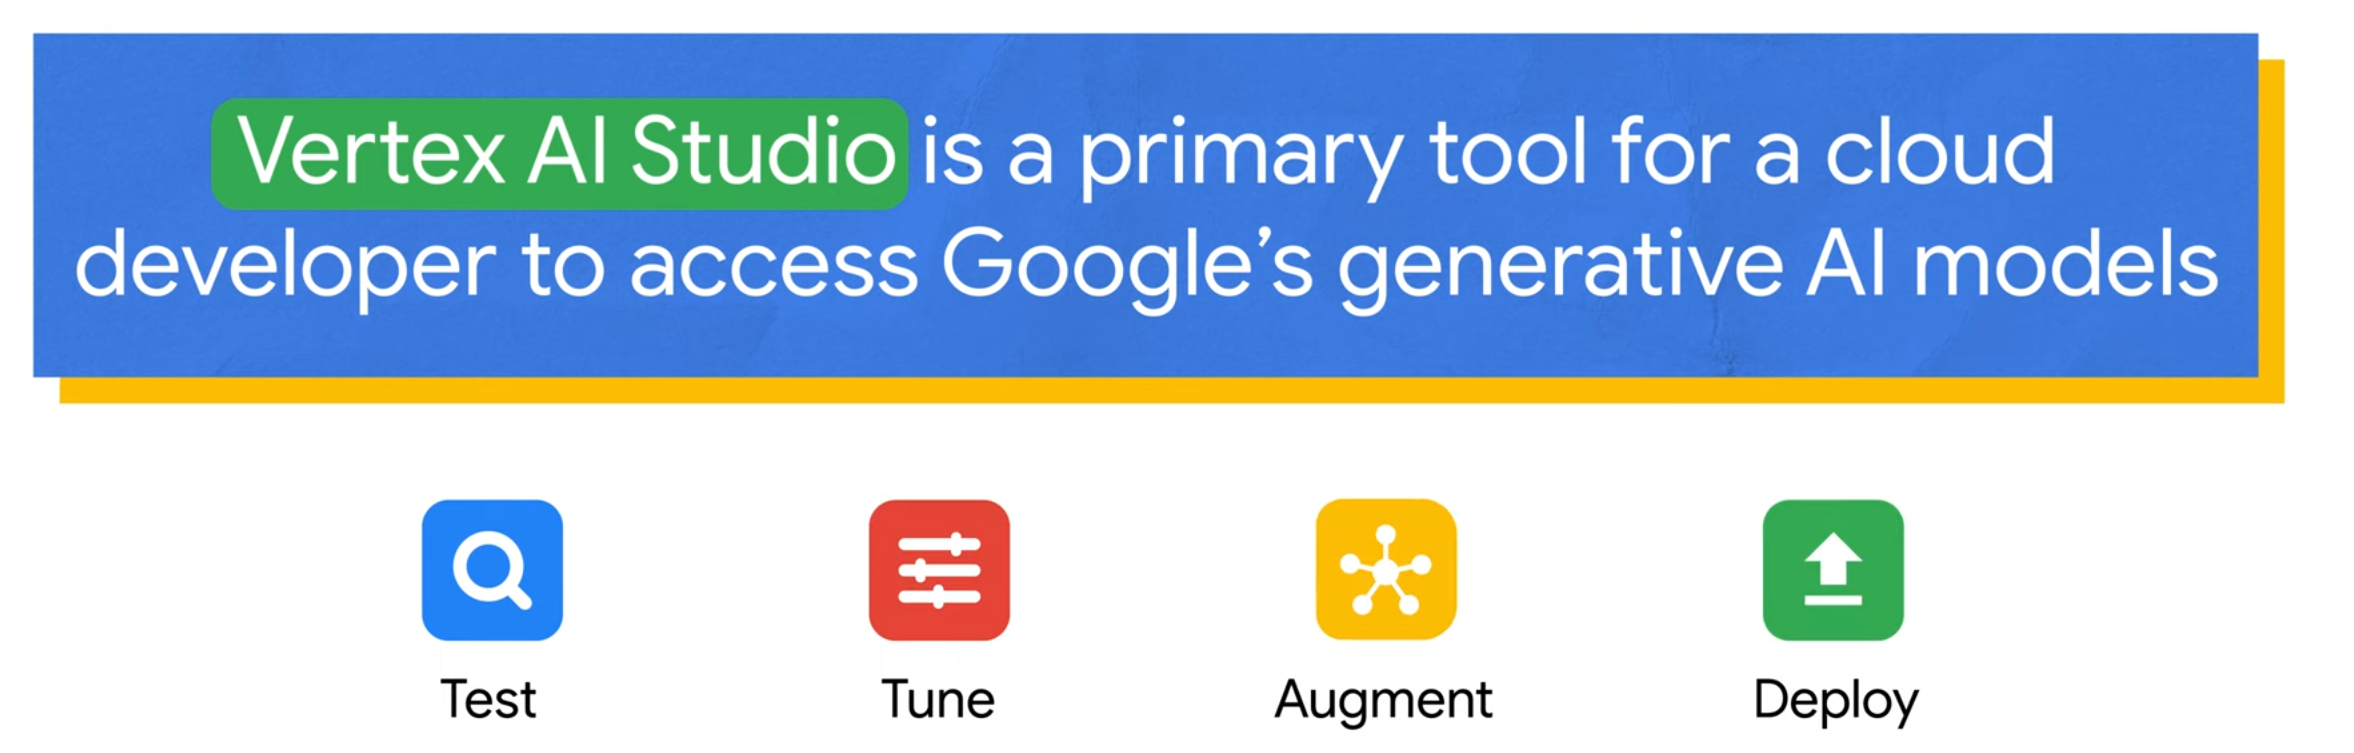 Vertex AI Studio is a primary tool for a cloud
developer to access Google’s generative AI models
Test
Tune
Augment
Deploy